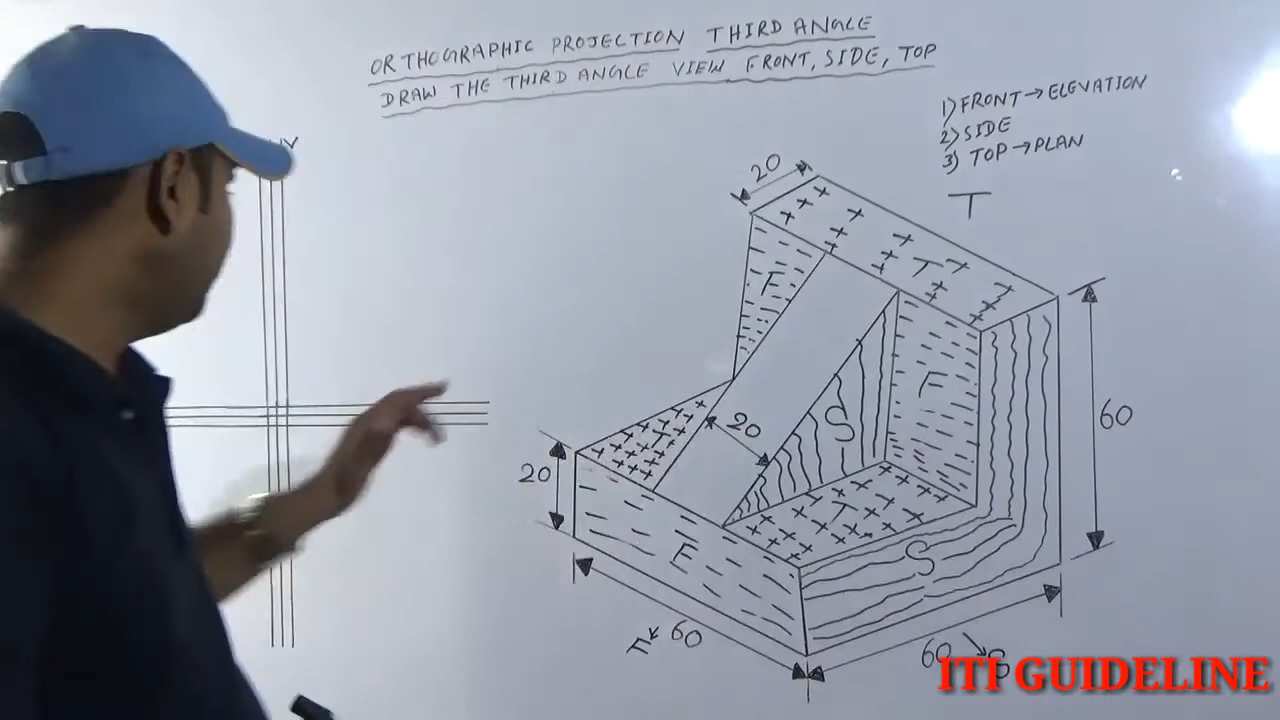 ORTHOGRAPHIC PROJECTION THIRD ANGLE
DRAW THE THIRD ANGLE VIEW FRONT, SIDE, TOP
1) FRONT → ELEVATION
2) SIDE
3) TOP → PLAN
T
20
F
T
F
60
S
20
T
20
T
F
S
F
60
60
S
ITI GUIDELINE